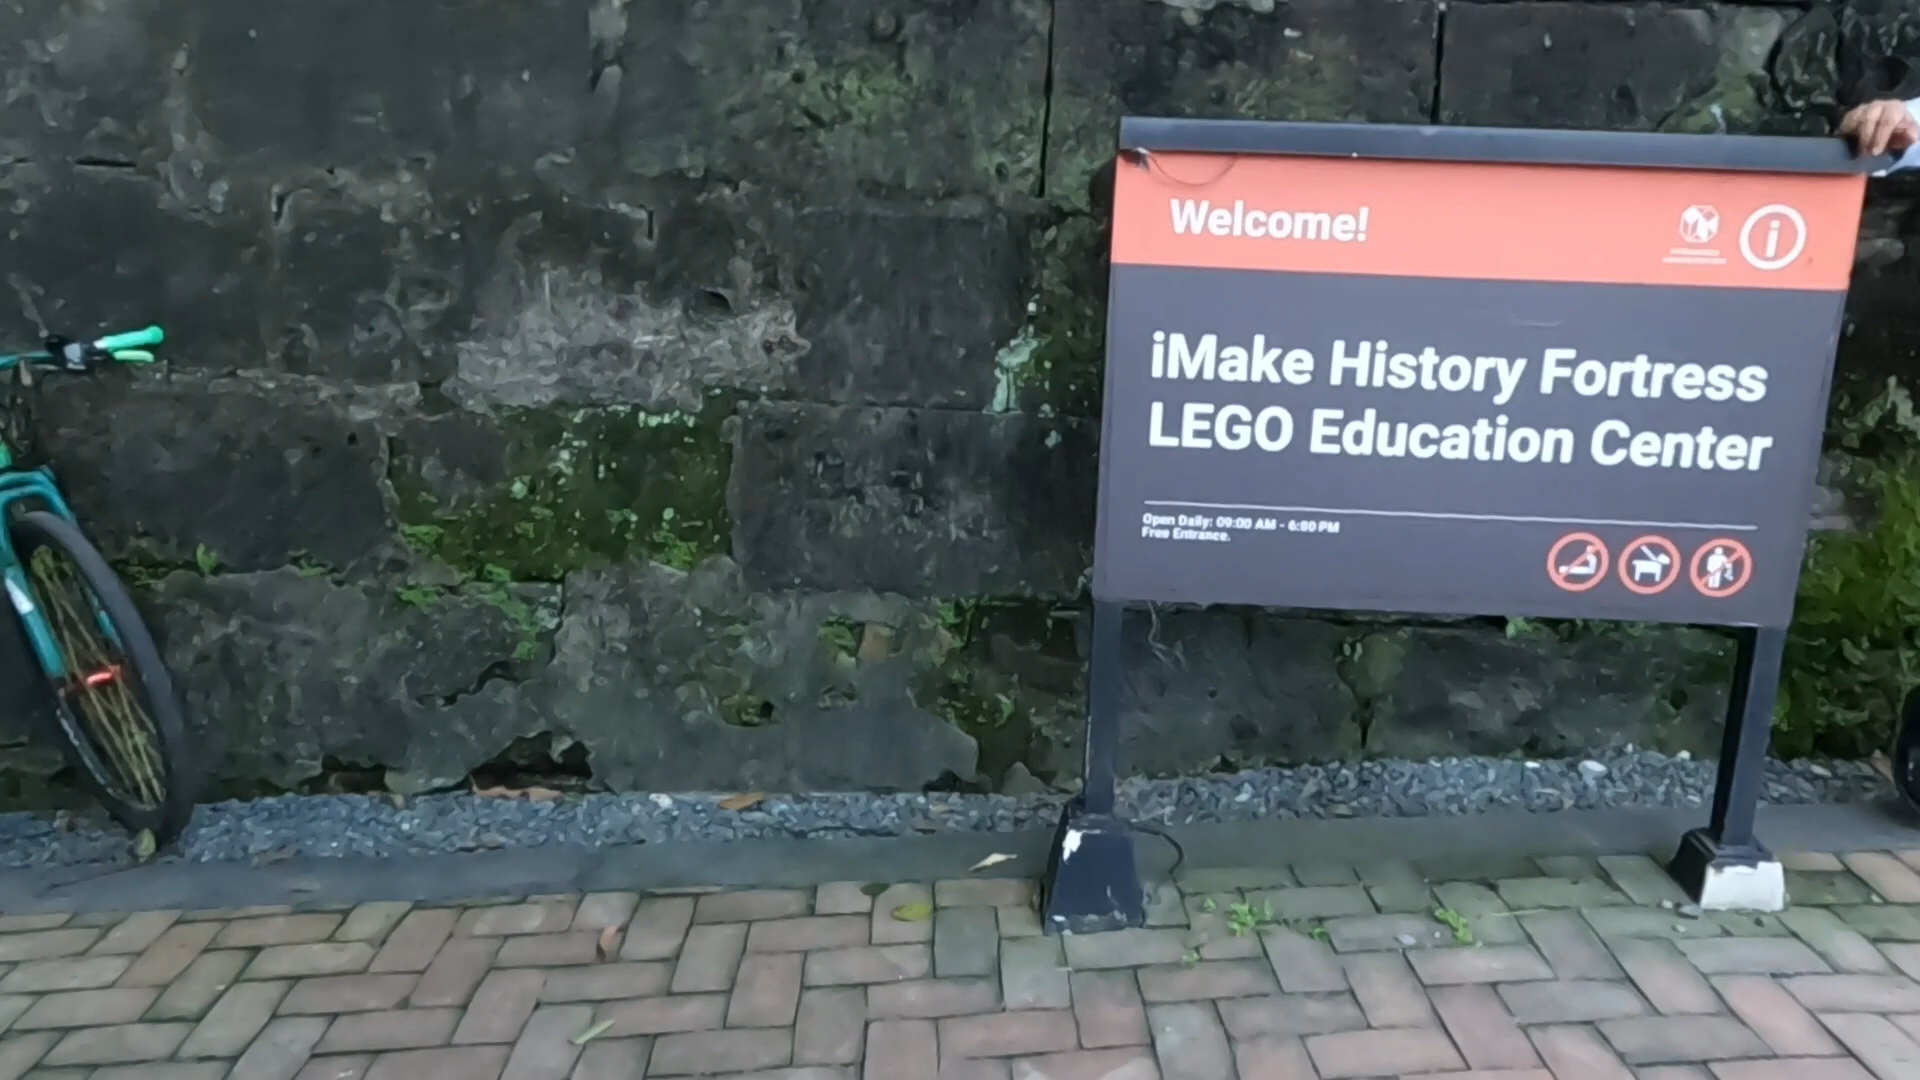 Welcome!
iMake History Fortress
LEGO Education Center
Open Daily: 09:00 AM - 6:00 PM
Free Entrance.